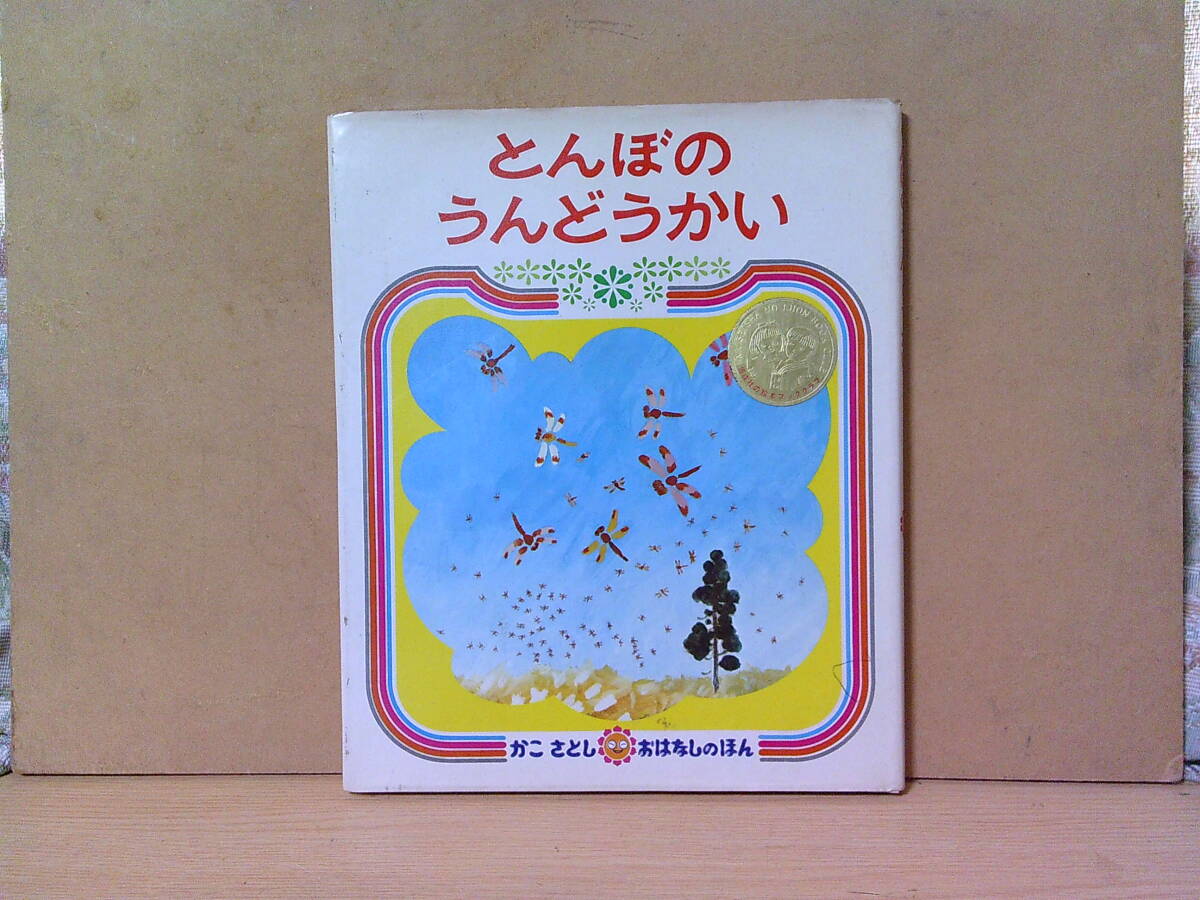 とんぼの
うんどうかい
かこ さとし おはなしのほん